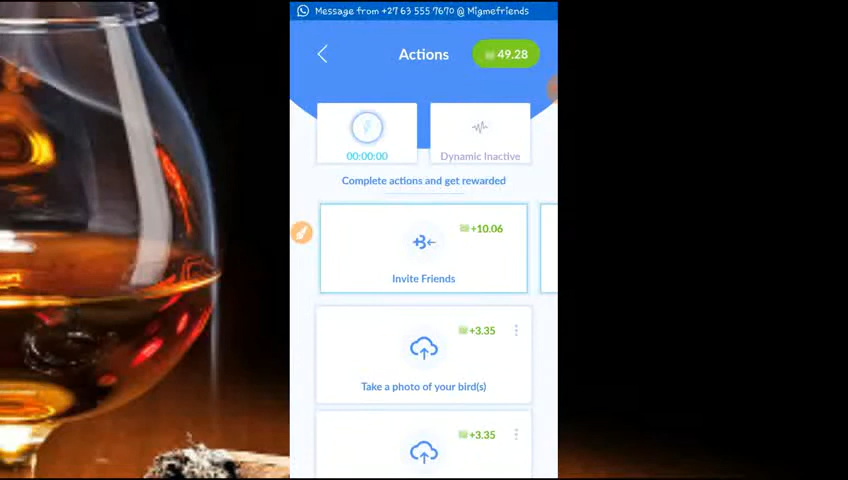 Message from +27 63 555 7670 @ Migmefriends
Actions
49.28
00:00:00
Dynamic Inactive
Complete actions and get rewarded
+10.06
Invite Friends
+3.35
Take a photo of your bird(s)
+3.35